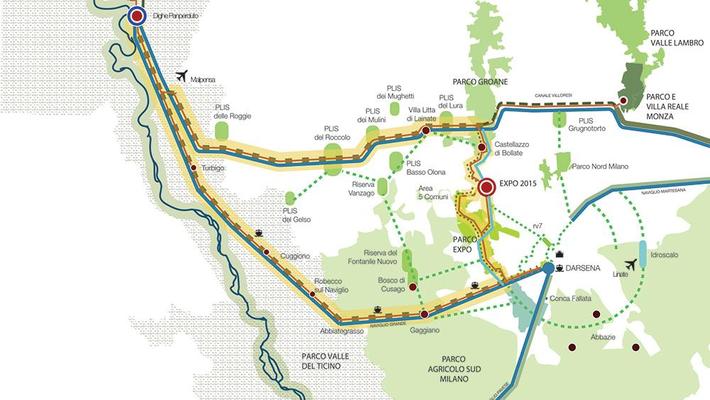 Dighe Panperduto
Malpensa
PARCO
VALLE LAMBRO
PARCO GROANE
CANALE VILLORESI
PARCO E
VILLA REALE
MONZA
PLIS
delle Roggie
PLIS
dei Mughetti
PLIS
del Lura
Villa Litta
di Lainate
PLIS
dei Mulini
PLIS
del Roccolo
PLIS
Grugnotorto
Castellazzo
di Bollate
Turbigo
PLIS
Basso Olona
Riserva
Vanzago
Area
5 Comuni
EXPO 2015
Parco Nord Milano
NAVIGLIO MARTESANA
PLIS
del Gelso
rv7
PARCO
EXPO
Cuggiono
Riserva del
Fontanile Nuovo
Bosco di
Cusago
DARSENA
Linate
Idroscalo
Robecco
sul Naviglio
Abbiategrasso
NAVIGLIO GRANDE
Gaggiano
Conca Fallata
Abbazie
PARCO VALLE
DEL TICINO
PARCO
AGRICOLO SUD
MILANO